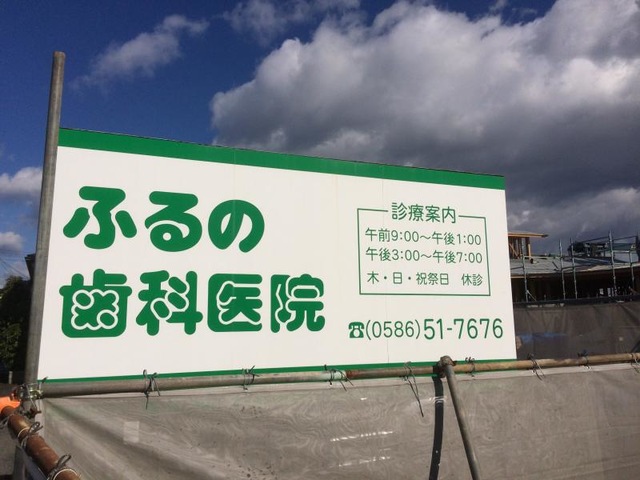 ふるの
歯科医院
診療案内
午前9:00〜午後1:00
午後3:00〜午後7:00
木・日・祝祭日 休診
☎(0586)51-7676